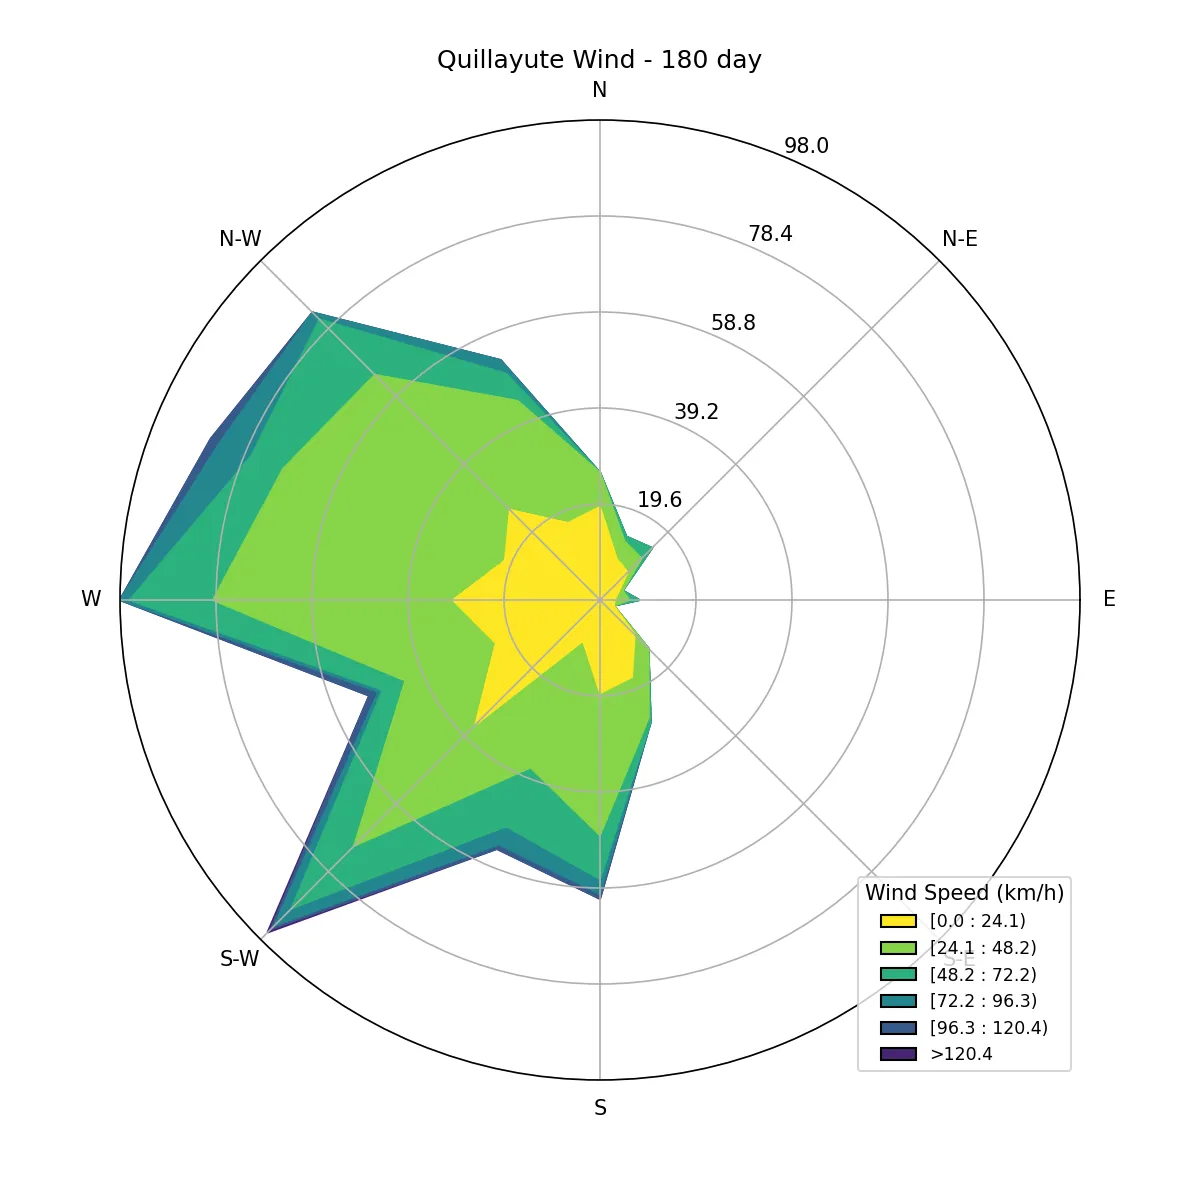 Quillayute Wind - 180 day
N
98.0
78.4
N-W
N-E
58.8
39.2
19.6
W
E
S-W
S-E
S
Wind Speed (km/h)
[0.0 : 24.1)
[24.1 : 48.2)
[48.2 : 72.2)
[72.2 : 96.3)
[96.3 : 120.4)
>120.4